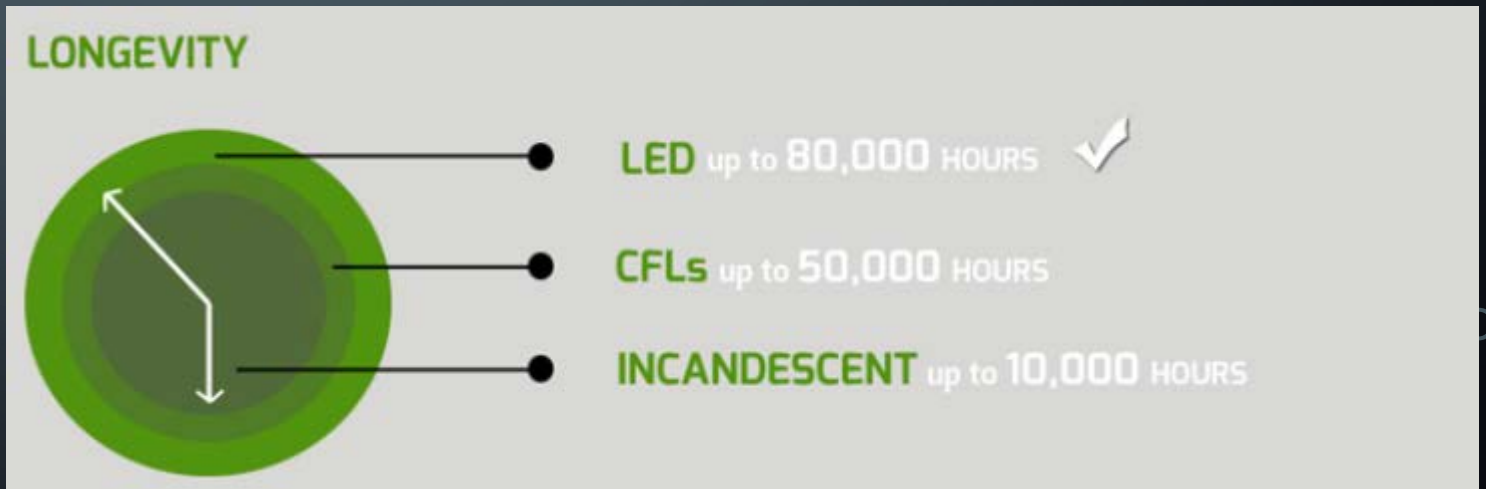 LONGEVITY
LED up to 80,000 HOURS
CFLs up to 50,000 HOURS
INCANDESCENT up to 10,000 HOURS